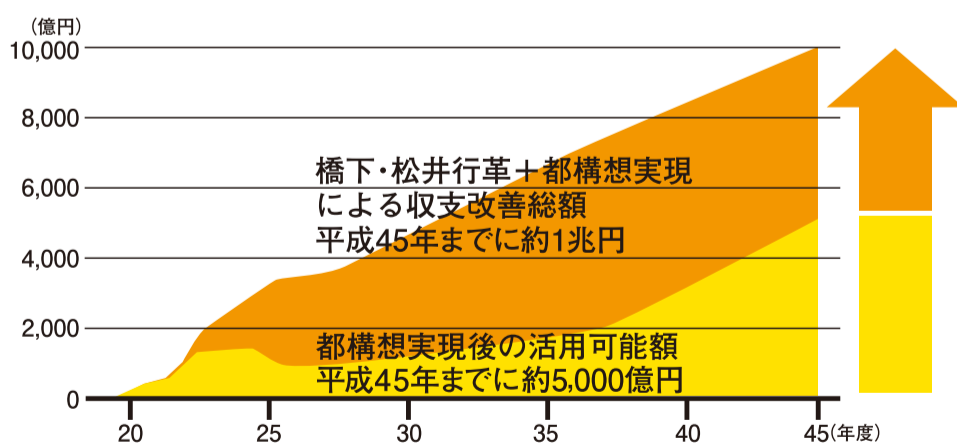 (億円)
10,000
8,000
6,000
4,000
2,000
0
橋下・松井行革＋都構想実現
による収支改善総額
平成45年までに約1兆円
都構想実現後の活用可能額
平成45年までに約5,000億円
20 25 30 35 40 45(年度)